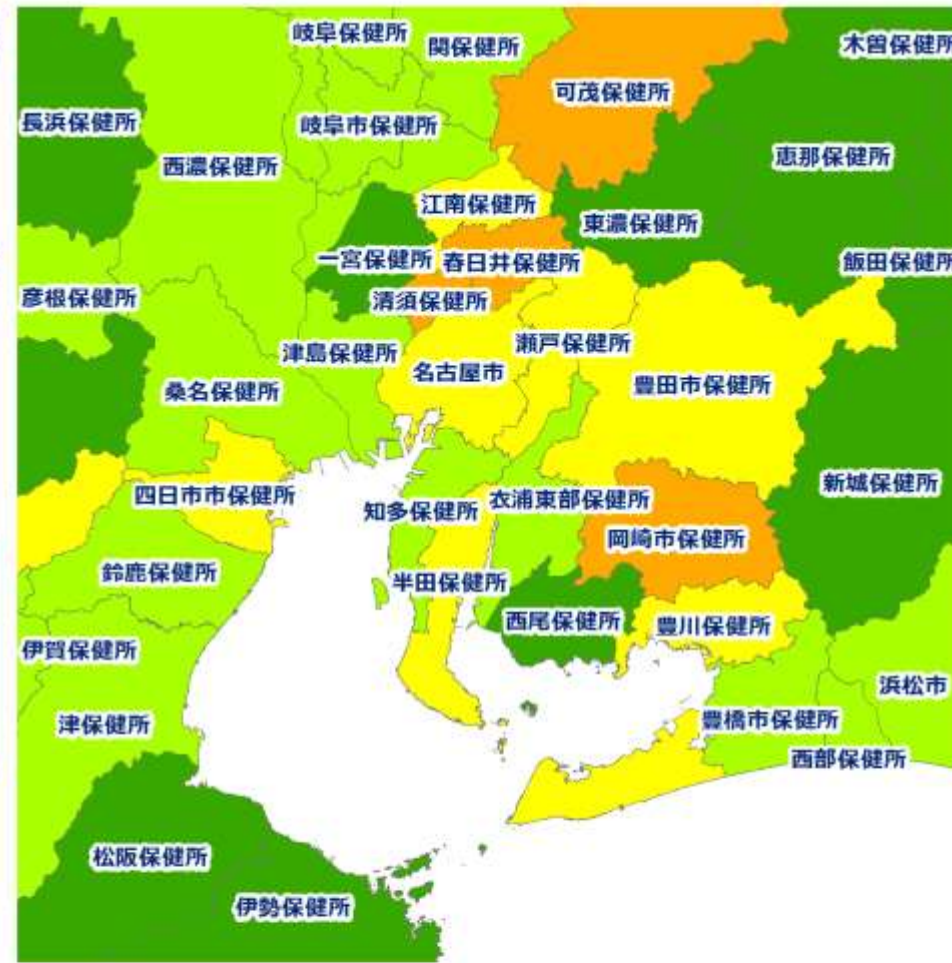 岐阜保健所
関保健所
木曽保健所
可茂保健所
長浜保健所
岐阜市保健所
西濃保健所
恵那保健所
江南保健所
東濃保健所
一宮保健所
春日井保健所
飯田保健所
彦根保健所
清須保健所
津島保健所
瀬戸保健所
名古屋市
豊田市保健所
桑名保健所
四日市市保健所
知多保健所
衣浦東部保健所
新城保健所
岡崎市保健所
鈴鹿保健所
半田保健所
西尾保健所
豊川保健所
伊賀保健所
浜松市
津保健所
豊橋市保健所
西部保健所
松阪保健所
伊勢保健所